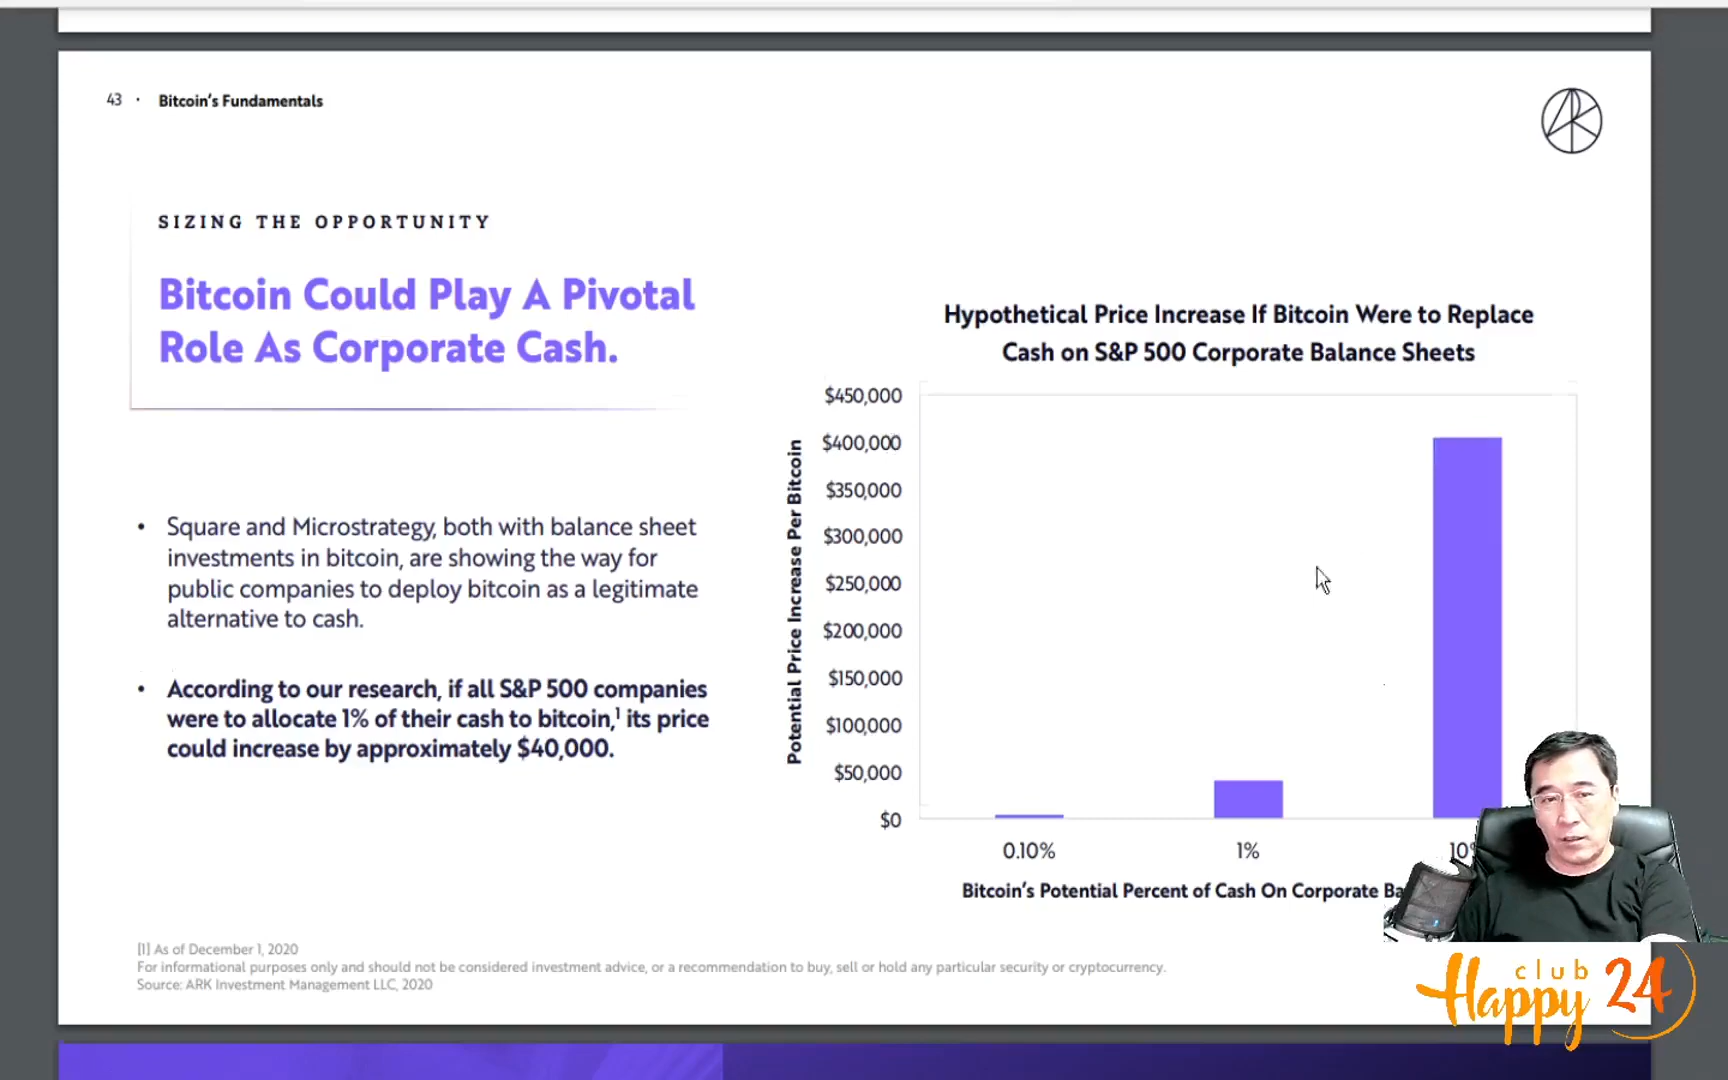 43 · Bitcoin's Fundamentals
SIZING THE OPPORTUNITY
Bitcoin Could Play A Pivotal
Role As Corporate Cash.
• Square and Microstrategy, both with balance sheet
investments in bitcoin, are showing the way for
public companies to deploy bitcoin as a legitimate
alternative to cash.
• According to our research, if all S&P 500 companies
were to allocate 1% of their cash to bitcoin,¹ its price
could increase by approximately $40,000.
Hypothetical Price Increase If Bitcoin Were to Replace
Cash on S&P 500 Corporate Balance Sheets
Potential Price Increase Per Bitcoin
$450,000
$400,000
$350,000
$300,000
$250,000
$200,000
$150,000
$100,000
$50,000
$0
0.10%
1%
10
Bitcoin's Potential Percent of Cash On Corporate
[1] As of December 1, 2020
For informational purposes only and should not be considered investment advice, or a recommendation to buy, sell or hold any particular security or cryptocurrency.
Source: ARK Investment Management LLC, 2020
club
Happy 24